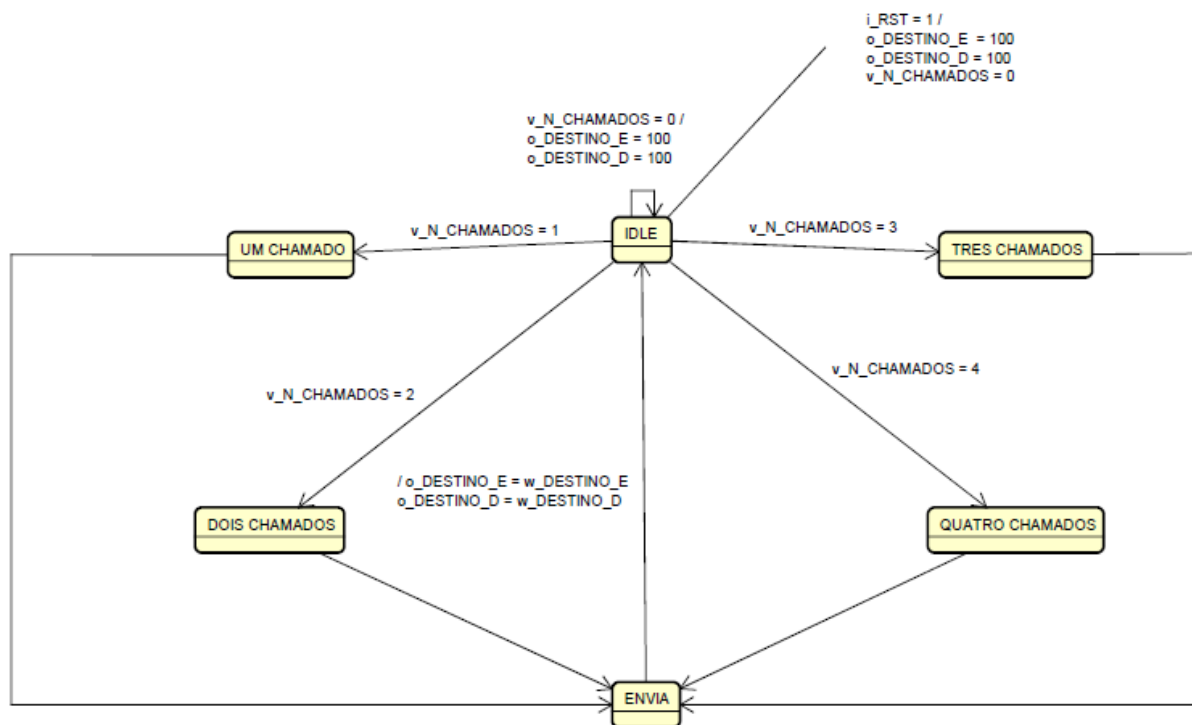 i_RST = 1 /
o_DESTINO_E = 100
o_DESTINO_D = 100
v_N_CHAMADOS = 0
v_N_CHAMADOS = 0 /
o_DESTINO_E = 100
o_DESTINO_D = 100
UM CHAMADO
v_N_CHAMADOS = 1
IDLE
v_N_CHAMADOS = 3
TRES CHAMADOS
v_N_CHAMADOS = 2
v_N_CHAMADOS = 4
/ o_DESTINO_E = w_DESTINO_E
o_DESTINO_D = w_DESTINO_D
DOIS CHAMADOS
QUATRO CHAMADOS
ENVIA